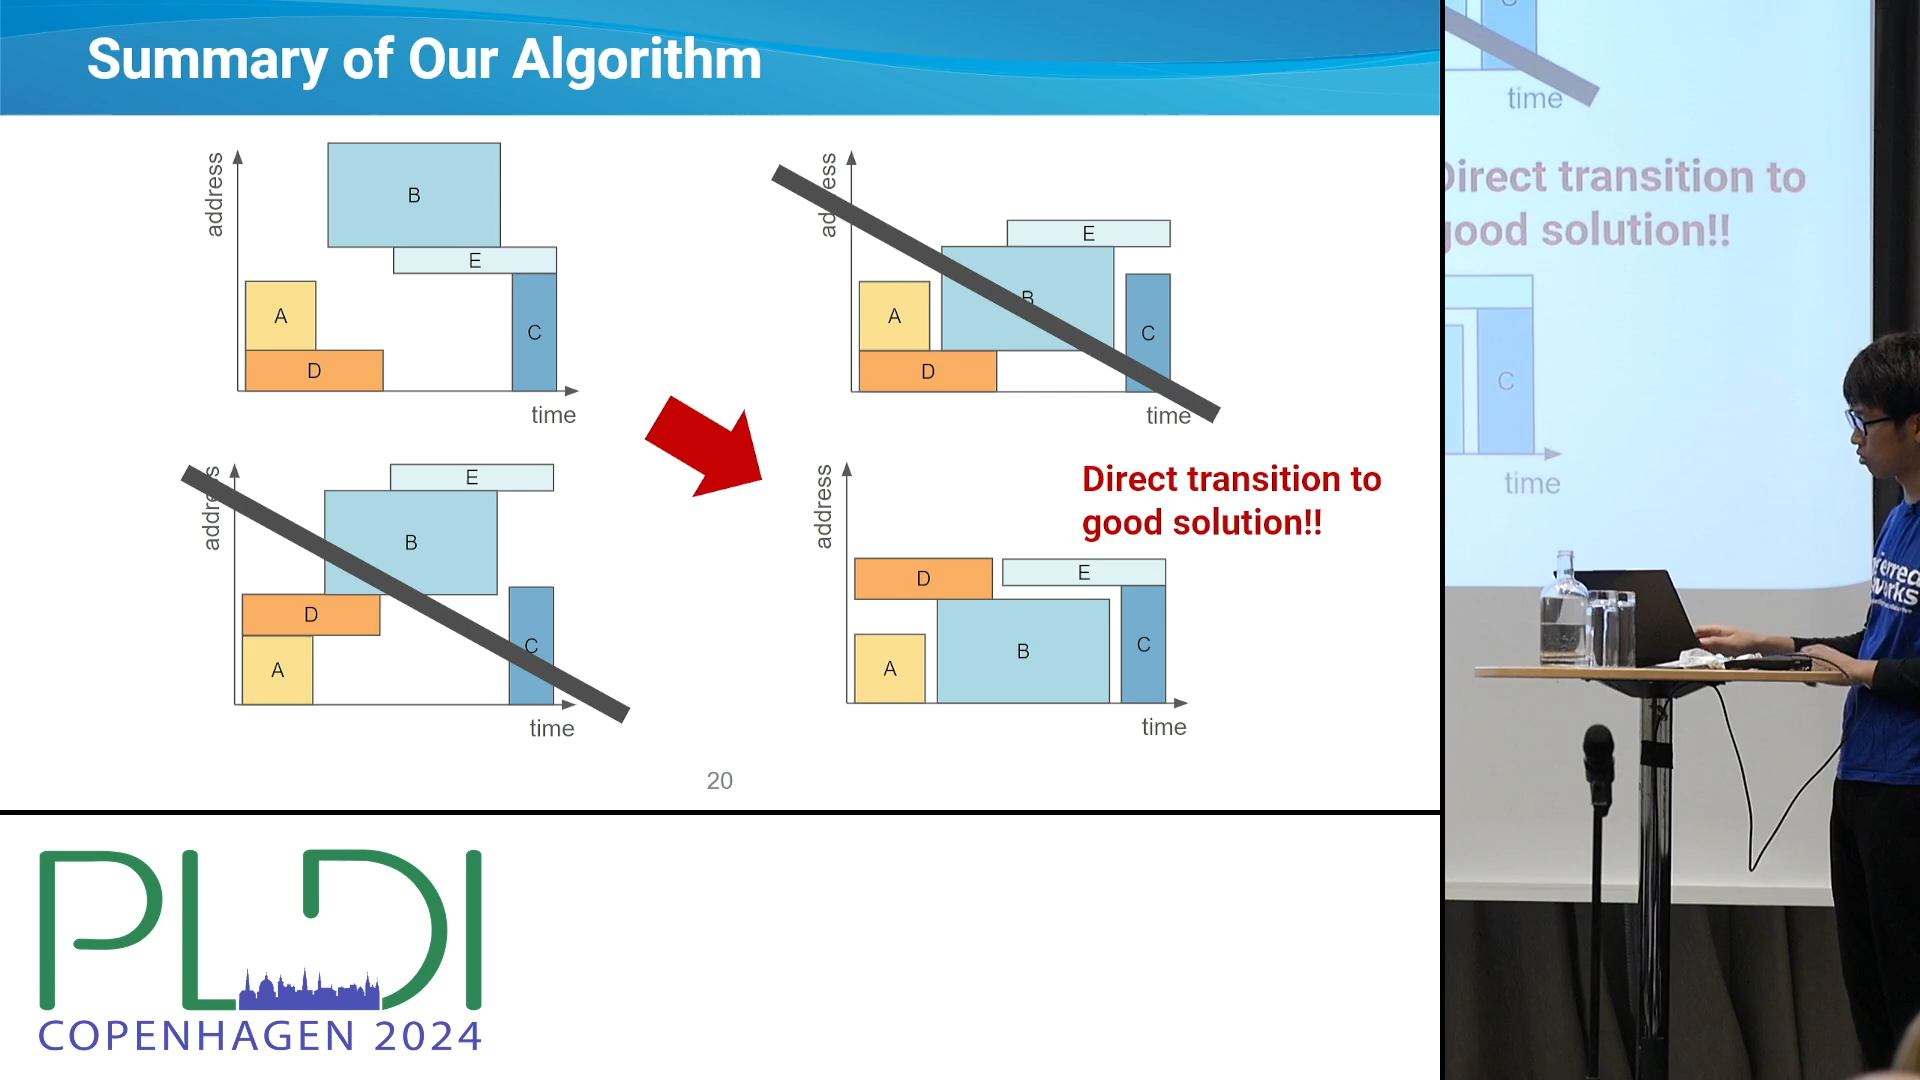 Summary of Our Algorithm
address
B
E
A
C
D
time
address
E
B
A
C
D
time
address
E
B
D
C
A
time
Direct transition to
good solution!!
address
D
E
B
C
A
time
20
PLDI
COPENHAGEN 2024
C
time
Direct transition to
good solution!!
C
time